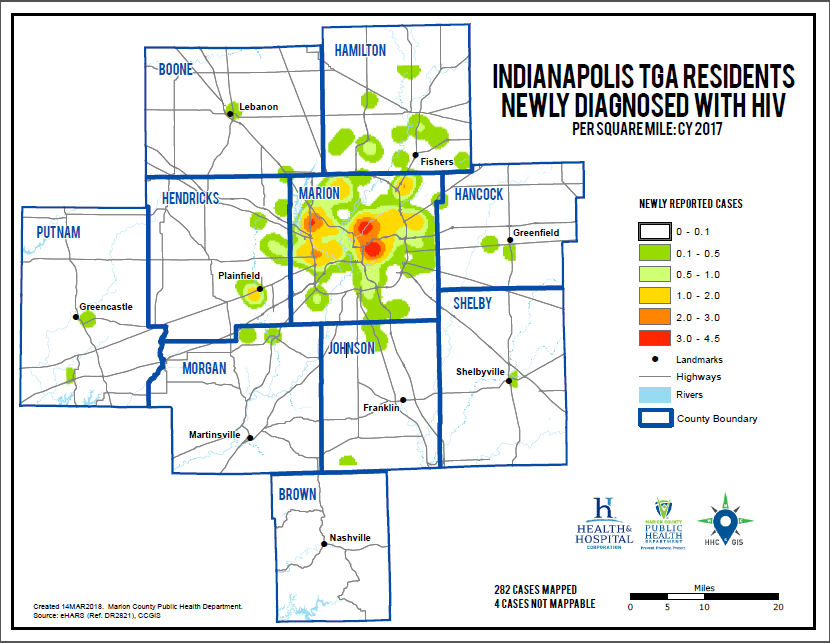 INDIANAPOLIS TGA RESIDENTS
NEWLY DIAGNOSED WITH HIV
PER SQUARE MILE: CY 2017
HAMILTON
BOONE
Lebanon
Fishers
HENDRICKS
MARION
HANCOCK
Greenfield
PUTNAM
Plainfield
Greencastle
SHELBY
JOHNSON
MORGAN
Shelbyville
Franklin
Martinsville
BROWN
Nashville
NEWLY REPORTED CASES
0 - 0.1
0.1 - 0.5
0.5 - 1.0
1.0 - 2.0
2.0 - 3.0
3.0 - 4.5
Landmarks
Highways
Rivers
County Boundary
h
HEALTH&
HOSPITAL
CORPORATION
MARION COUNTY
PUBLIC
HEALTH
DEPARTMENT
Prevent. Promote. Protect.
HHC GIS
282 CASES MAPPED
4 CASES NOT MAPPABLE
Miles
0 5 10 20
Created 14MAR2018. Marion County Public Health Department.
Source: eHARS (Ref. DR2821), CCGIS